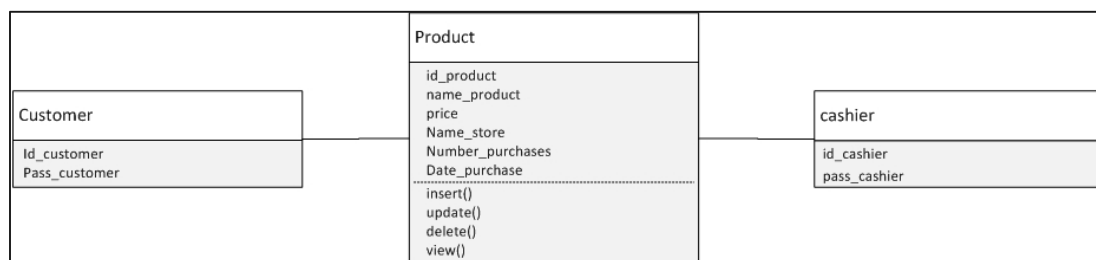 Customer
Id_customer
Pass_customer
Product
id_product
name_product
price
Name_store
Number_purchases
Date_purchase
insert()
update()
delete()
view()
cashier
id_cashier
pass_cashier